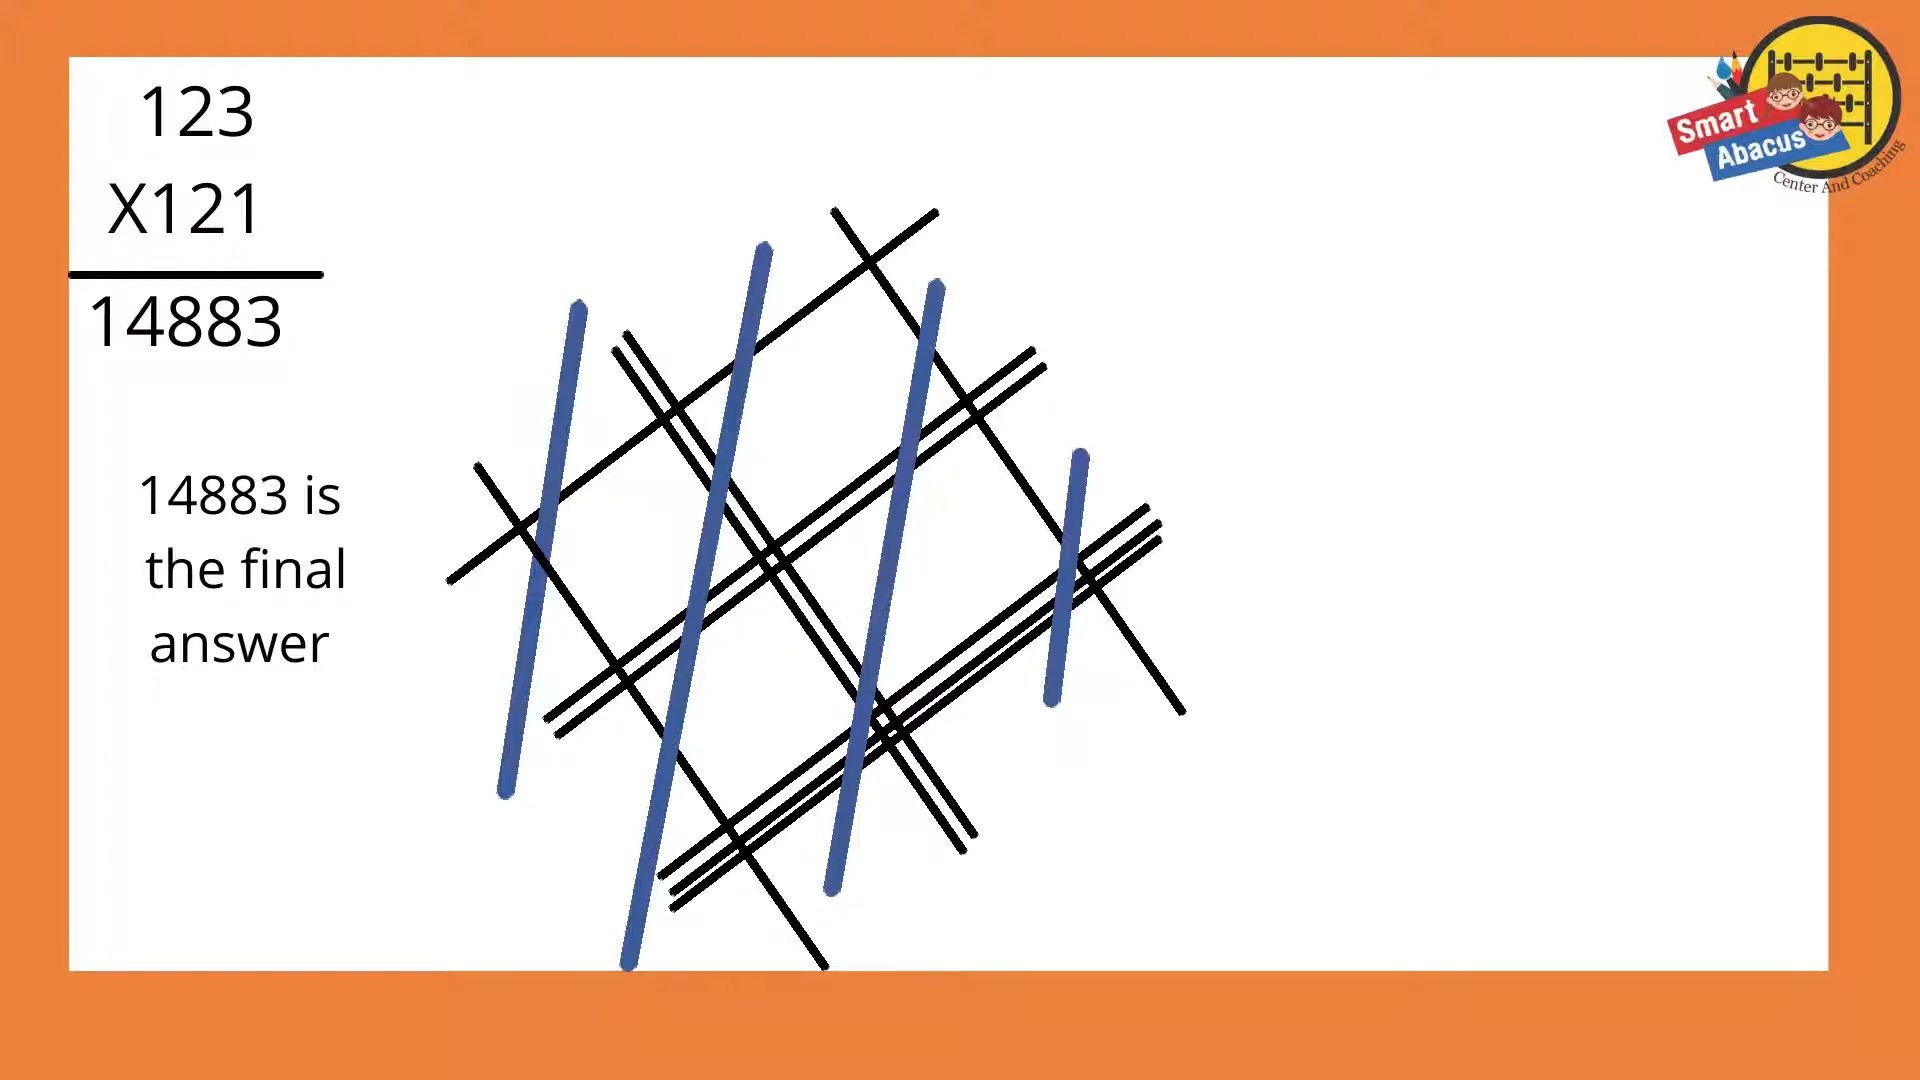 123
X121
14883
14883 is
the final
answer
Smart
Abacus
Center And Coaching